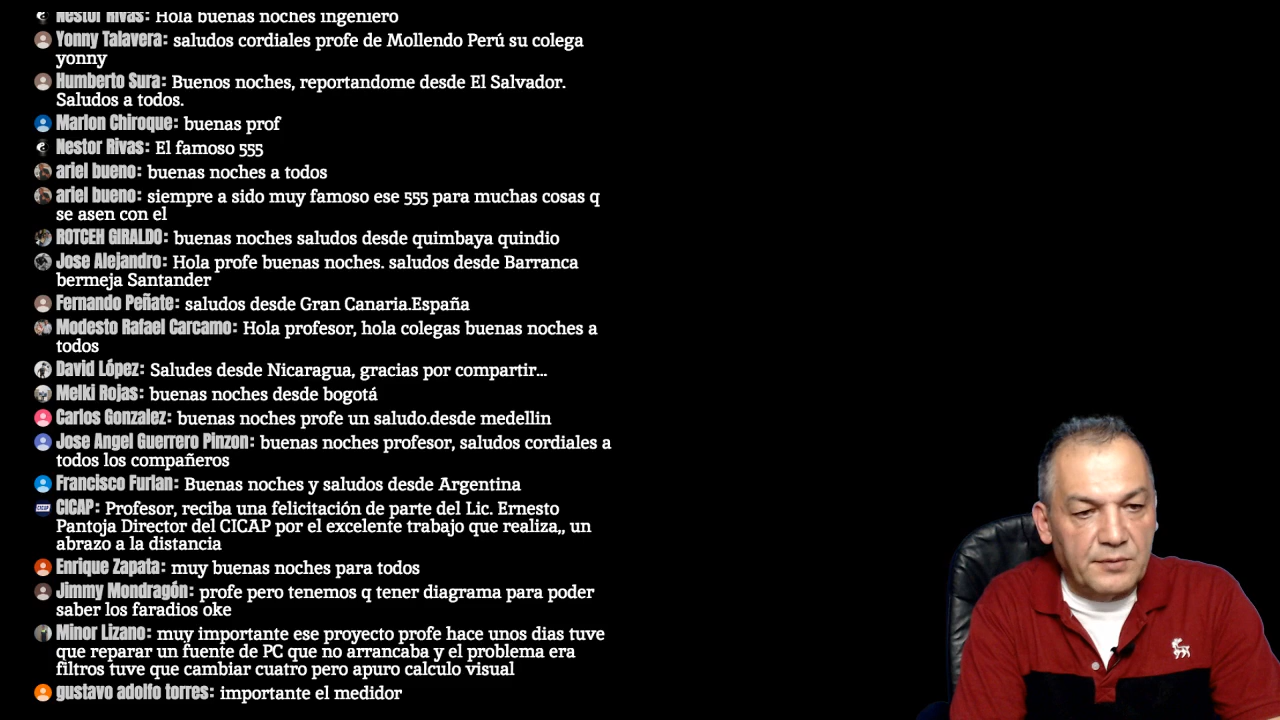 Nestor Rivas: Hola buenas noches ingeniero
Yonny Talavera: saludos cordiales profe de Mollendo Perú su colega
yonny
Humberto Sura: Buenos noches, reportandome desde El Salvador.
Saludos a todos.
Marlon Chiroque: buenas prof
Nestor Rivas: El famoso 555
ariel bueno: buenas noches a todos
ariel bueno: siempre a sido muy famoso ese 555 para muchas cosas q
se asen con el
ROTCEH GIRALDO: buenas noches saludos desde quimbaya quindio
Jose Alejandro: Hola profe buenas noches. saludos desde Barranca
bermeja Santander
Fernando Peñate: saludos desde Gran Canaria.España
Modesto Rafael Carcamo: Hola profesor, hola colegas buenas noches a
todos
David López: Saludes desde Nicaragua, gracias por compartir...
Melki Rojas: buenas noches desde bogotá
Carlos Gonzalez: buenas noches profe un saludo.desde medellin
Jose Angel Guerrero Pinzon: buenas noches profesor, saludos cordiales a
todos los compañeros
Francisco Furlan: Buenas noches y saludos desde Argentina
CICAP: Profesor, reciba una felicitación de parte del Lic. Ernesto
Pantoja Director del CICAP por el excelente trabajo que realiza,, un
abrazo a la distancia
Enrique Zapata: muy buenas noches para todos
Jimmy Mondragón: profe pero tenemos q tener diagrama para poder
saber los faradios oke
Minor Lizano: muy importante ese proyecto profe hace unos dias tuve
que reparar un fuente de PC que no arrancaba y el problema era
filtros tuve que cambiar cuatro pero apuro calculo visual
gustavo adolfo torres: importante el medidor